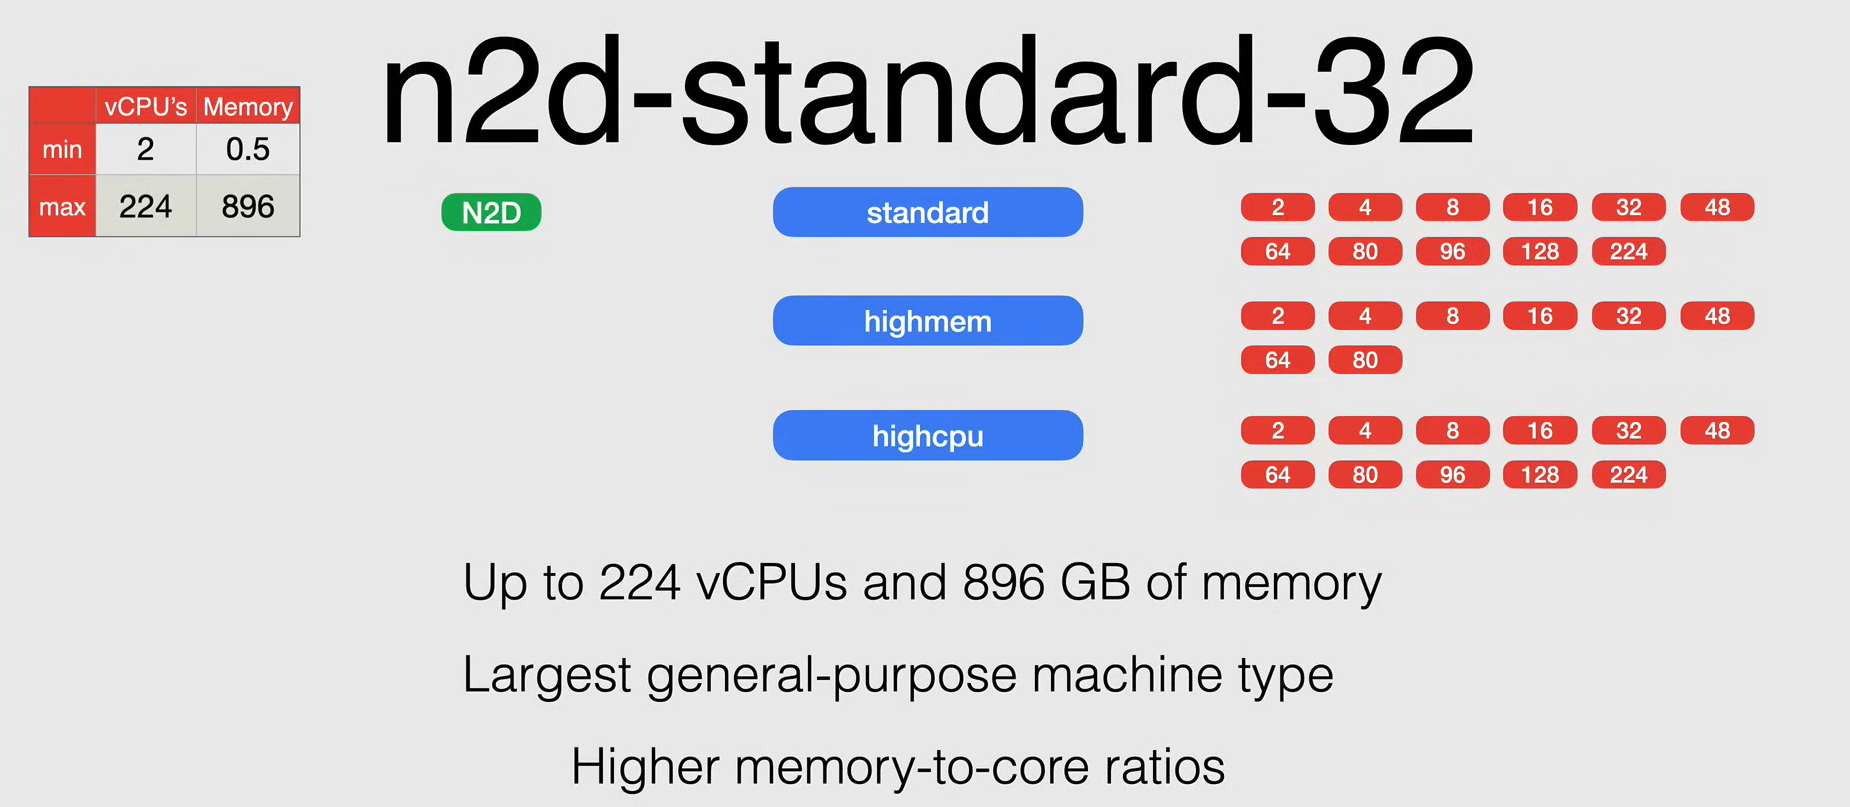 n2d-standard-32
vCPU's Memory
min 2 0.5
max 224 896
N2D
standard
2 4 8 16 32 48
64 80 96 128 224
highmem
2 4 8 16 32 48
64 80
highcpu
2 4 8 16 32 48
64 80 96 128 224
Up to 224 vCPUs and 896 GB of memory
Largest general-purpose machine type
Higher memory-to-core ratios